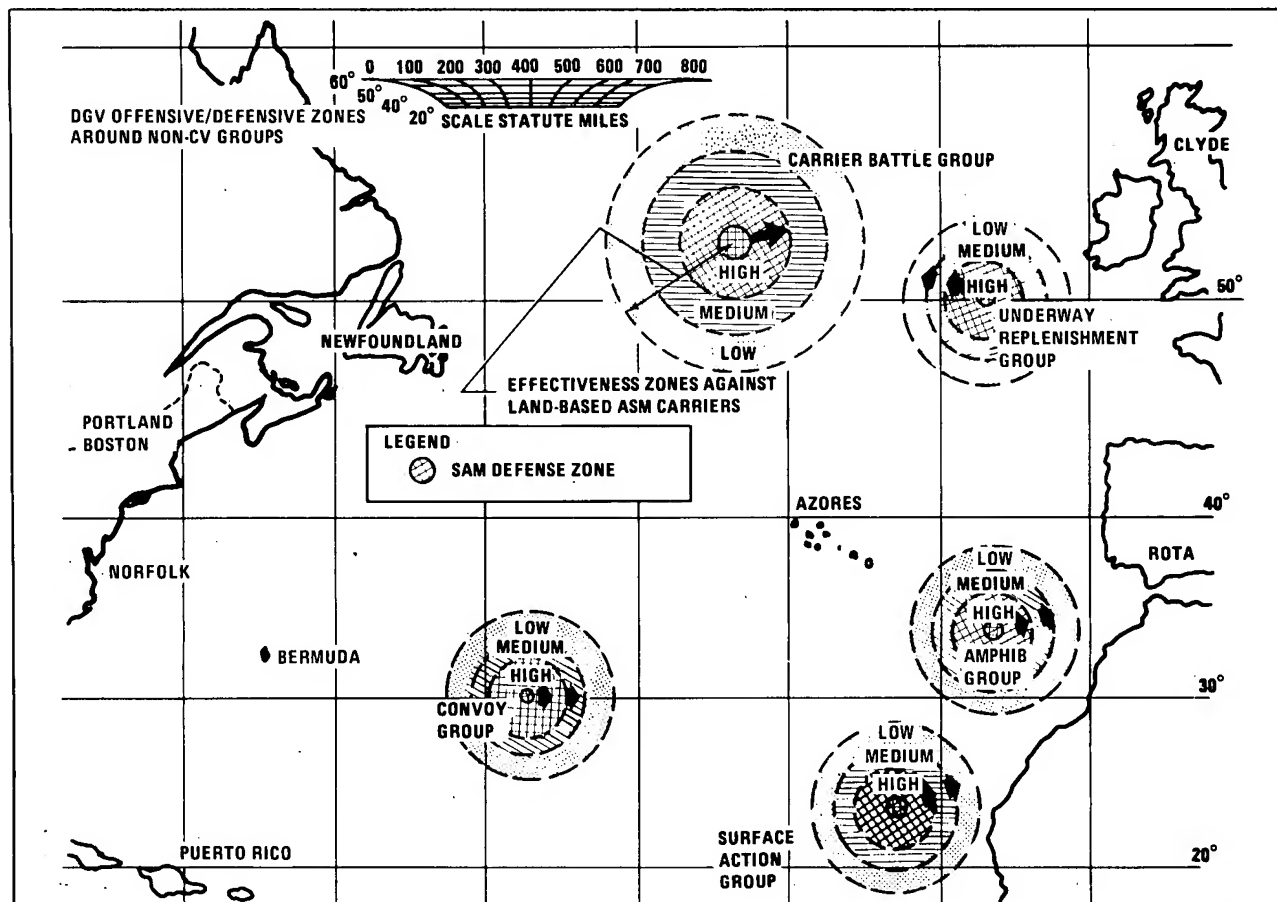 0 100 200 300 400 500 600 700 800
60°
50°
40°
20°
SCALE STATUTE MILES
DGV OFFENSIVE/DEFENSIVE ZONES
AROUND NON-CV GROUPS
CARRIER BATTLE GROUP
CLYDE
HIGH
MEDIUM
LOW
LOW
MEDIUM
HIGH
50°
UNDERWAY
REPLENISHMENT
GROUP
NEWFOUNDLAND
EFFECTIVENESS ZONES AGAINST
LAND-BASED ASM CARRIERS
PORTLAND
BOSTON
LEGEND
SAM DEFENSE ZONE
AZORES
40°
ROTA
NORFOLK
LOW
MEDIUM
HIGH
AMPHIB
GROUP
BERMUDA
LOW
MEDIUM
HIGH
CONVOY
GROUP
30°
LOW
MEDIUM
HIGH
SURFACE
ACTION
GROUP
PUERTO RICO
20°